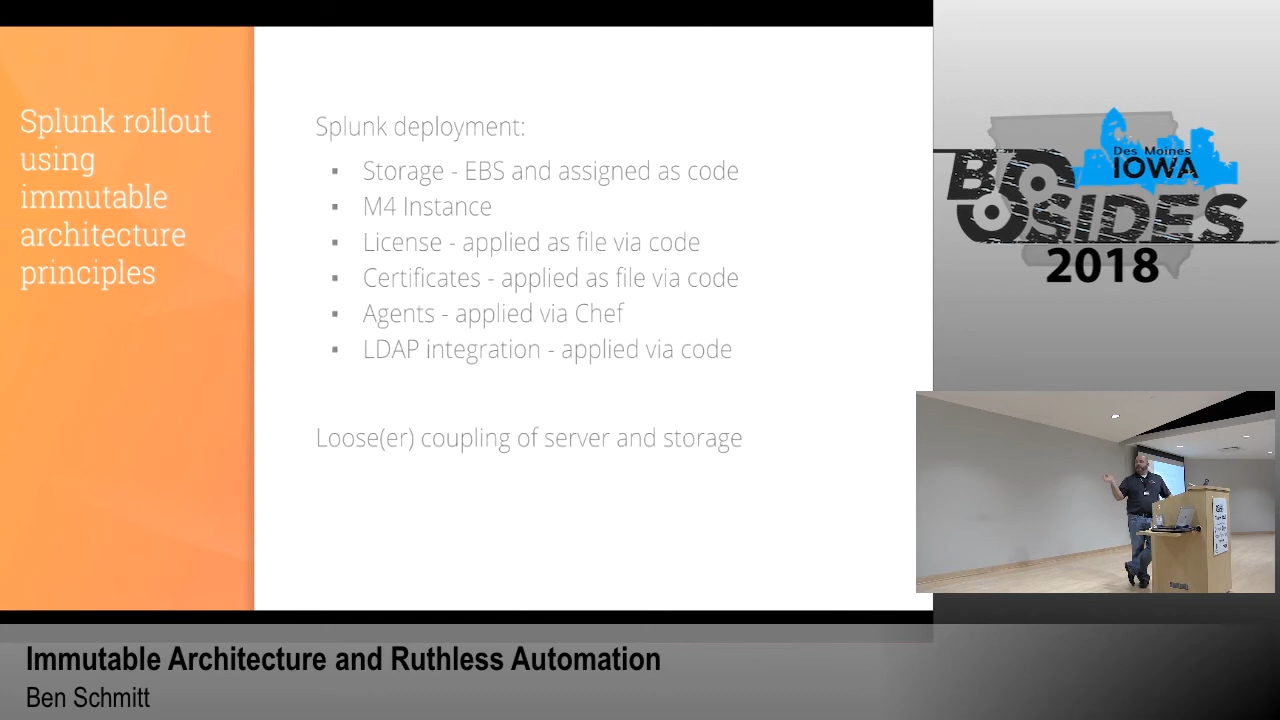 Splunk rollout
using
immutable
architecture
principles
Splunk deployment:
▪ Storage - EBS and assigned as code
▪ M4 Instance
▪ License - applied as file via code
▪ Certificates - applied as file via code
▪ Agents - applied via Chef
▪ LDAP integration - applied via code
Loose(er) coupling of server and storage
Des Moines
IOWA
BSIDES
2018
Immutable Architecture and Ruthless Automation
Ben Schmitt